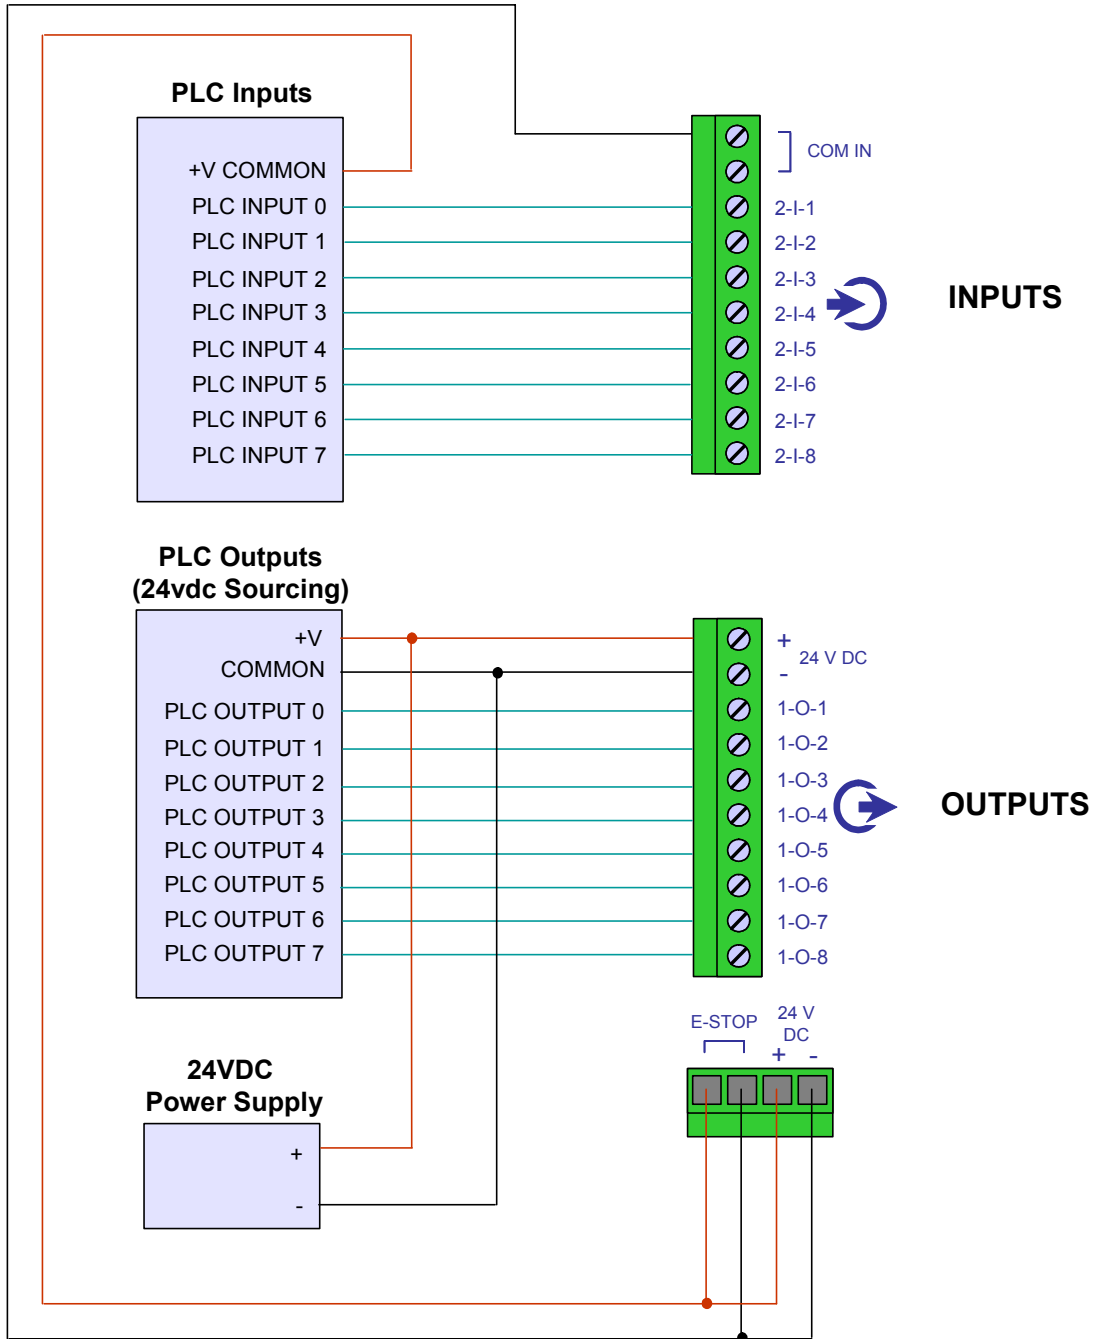 PLC Inputs
+V COMMON
PLC INPUT 0
PLC INPUT 1
PLC INPUT 2
PLC INPUT 3
PLC INPUT 4
PLC INPUT 5
PLC INPUT 6
PLC INPUT 7
COM IN
2-I-1
2-I-2
2-I-3
2-I-4
2-I-5
2-I-6
2-I-7
2-I-8
INPUTS
PLC Outputs
(24vdc Sourcing)
+V
COMMON
PLC OUTPUT 0
PLC OUTPUT 1
PLC OUTPUT 2
PLC OUTPUT 3
PLC OUTPUT 4
PLC OUTPUT 5
PLC OUTPUT 6
PLC OUTPUT 7
+
24 V DC
-
1-O-1
1-O-2
1-O-3
1-O-4
1-O-5
1-O-6
1-O-7
1-O-8
OUTPUTS
E-STOP
24 V
DC
+ -
24VDC
Power Supply
+
-